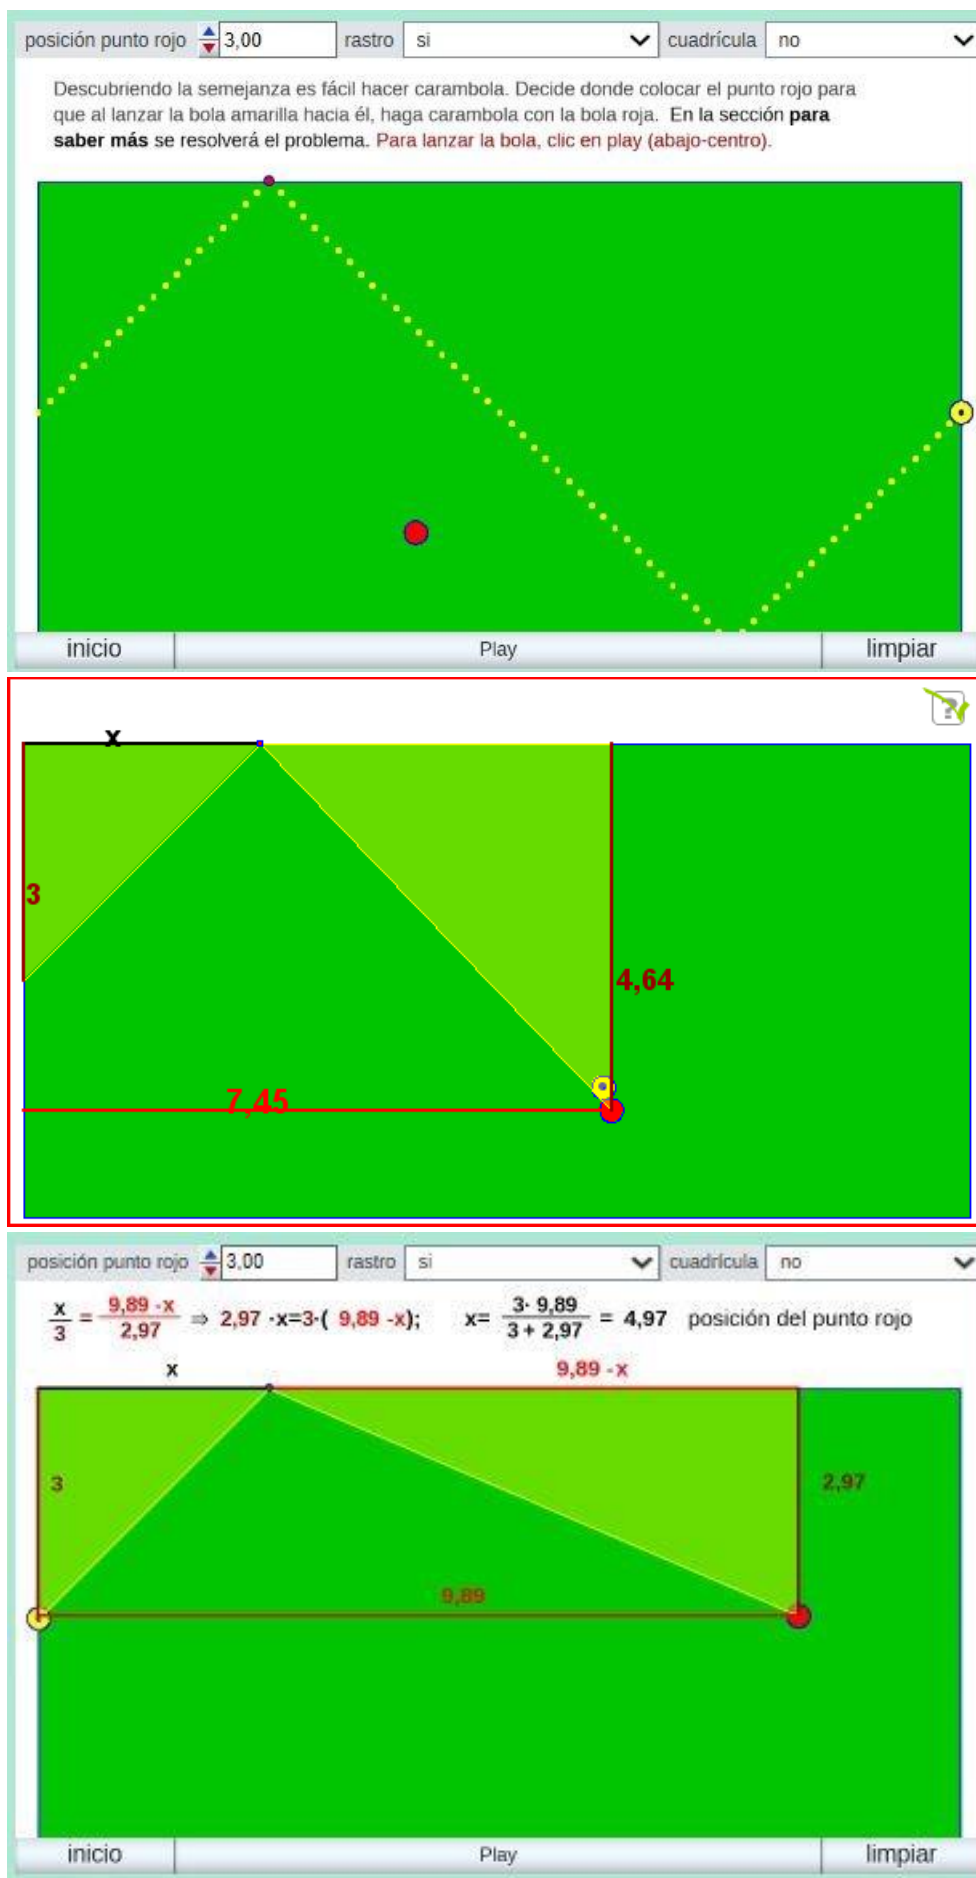 posición punto rojo 3,00 rastro si cuadrícula no
Descubriendo la semejanza es fácil hacer carambola. Decide donde colocar el punto rojo para
que al lanzar la bola amarilla hacia él, haga carambola con la bola roja. En la sección para
saber más se resolverá el problema. Para lanzar la bola, clic en play (abajo-centro).
inicio Play limpiar
?
x
3
4,64
7,45
posición punto rojo 3,00 rastro si cuadrícula no
x/3 = 9,89 -x/2,97 ⇒ 2,97 ·x=3·( 9,89 -x); x= 3· 9,89/3 + 2,97 = 4,97 posición del punto rojo
x 9,89 -x
3 2,97
9,89
inicio Play limpiar